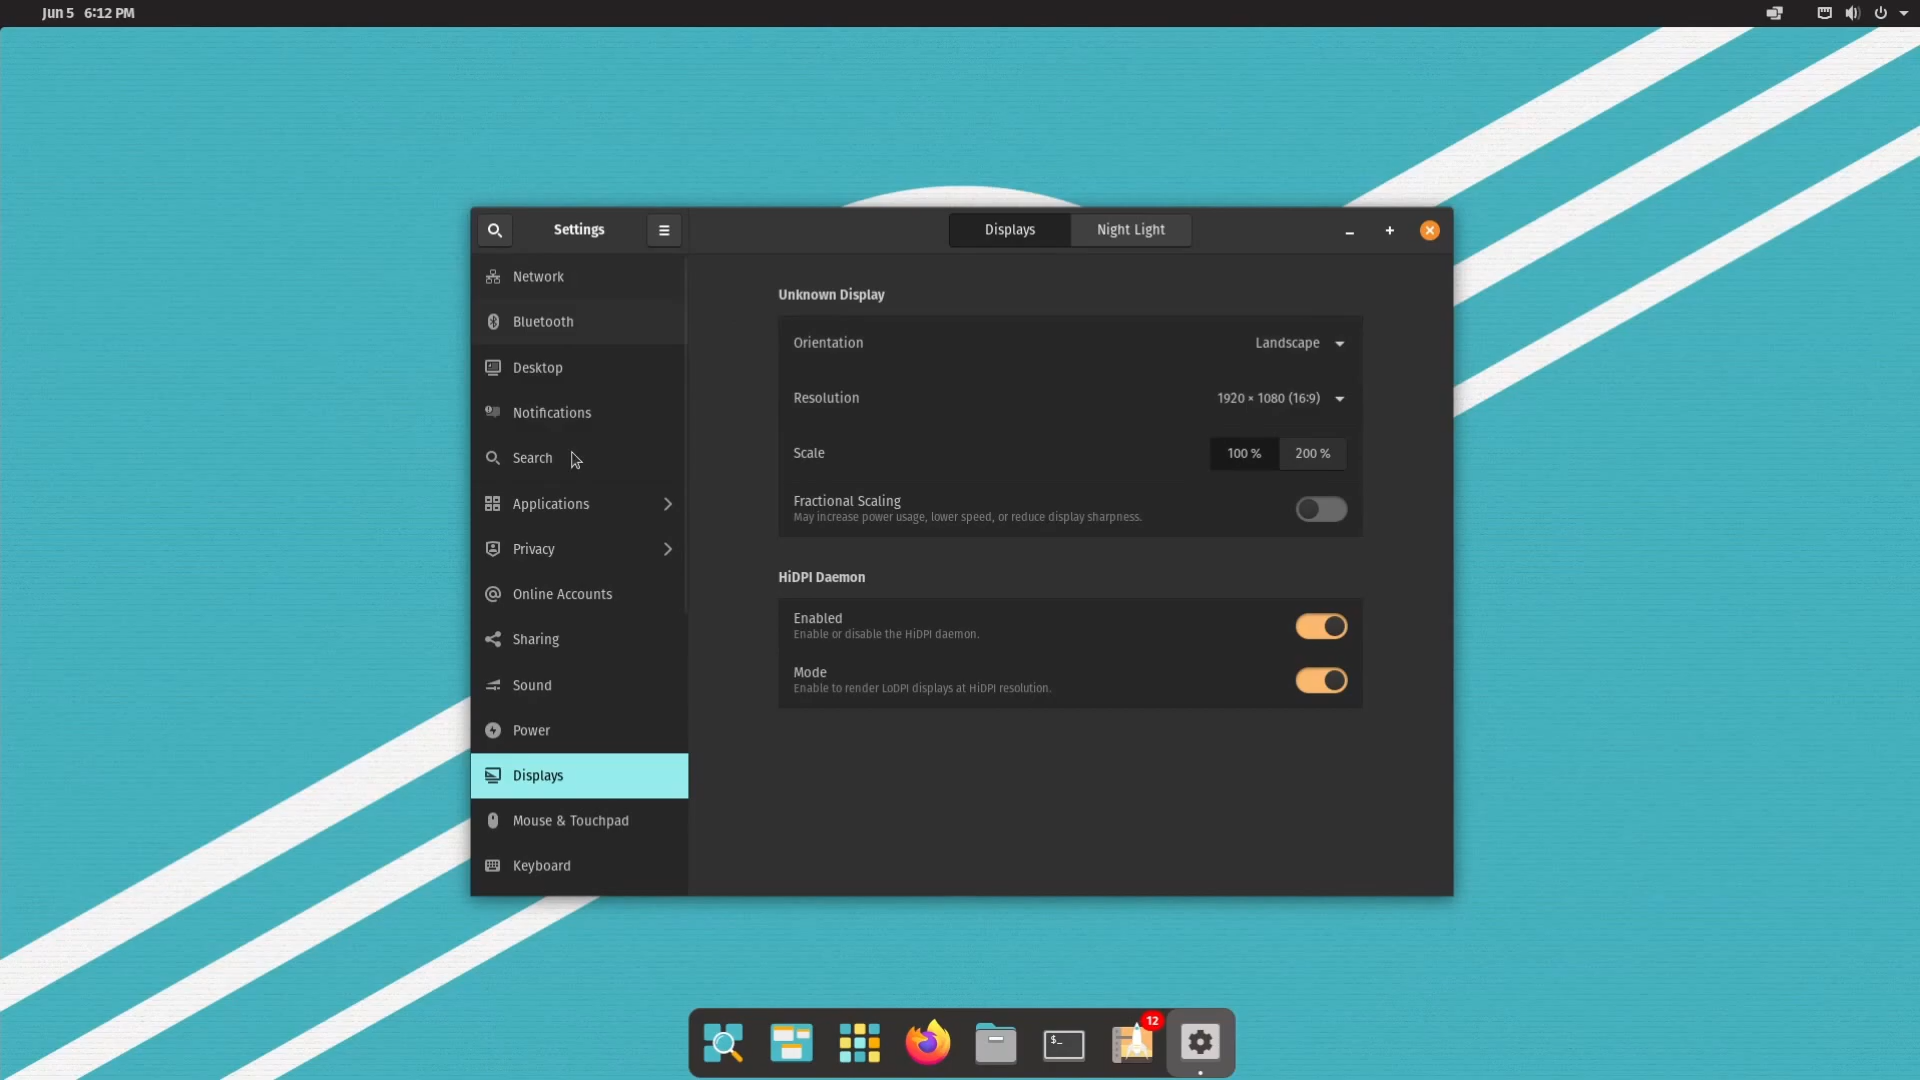 Jun 5 6:12 PM
Settings
Displays
Night Light
Network
Bluetooth
Desktop
Notifications
Search
Applications
Privacy
Online Accounts
Sharing
Sound
Power
Displays
Mouse & Touchpad
Keyboard
Unknown Display
Orientation
Landscape
Resolution
1920 × 1080 (16:9)
Scale
100 %
200 %
Fractional Scaling
May increase power usage, lower speed, or reduce display sharpness.
HiDPI Daemon
Enabled
Enable or disable the HiDPI daemon.
Mode
Enable to render LoDPI displays at HiDPI resolution.
$_
12